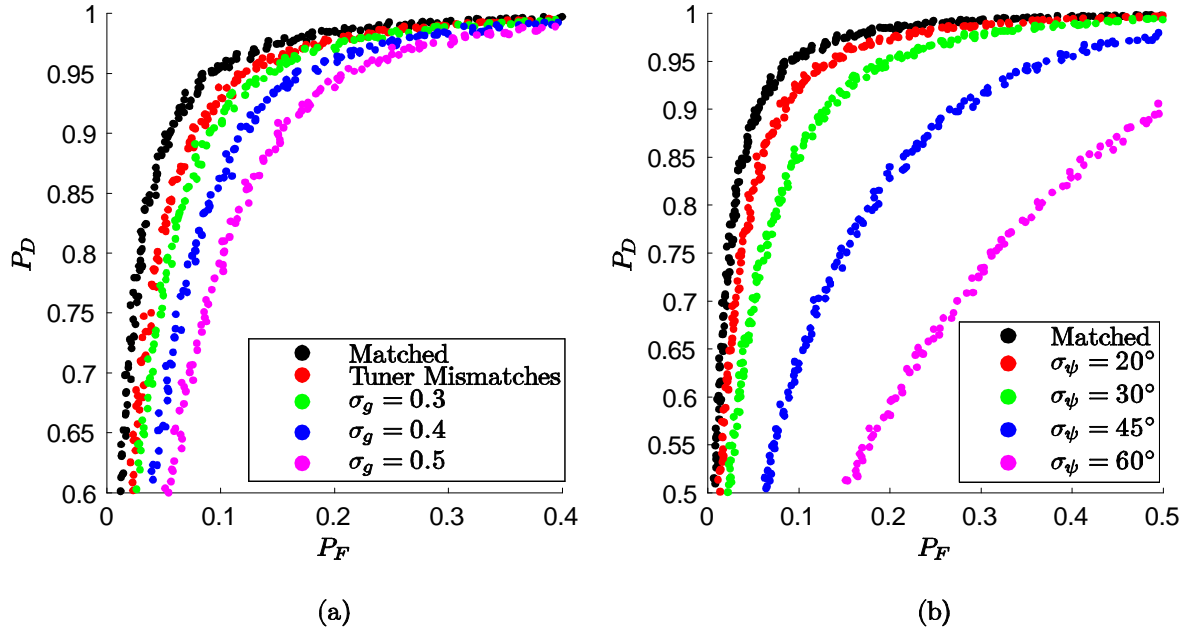 1
0.95
0.9
0.85
0.8
0.75
0.7
0.65
0.6
P_D
0
0.1
0.2
0.3
0.4
P_F
Matched
Tuner Mismatches
σ_g = 0.3
σ_g = 0.4
σ_g = 0.5
(a)
1
0.95
0.9
0.85
0.8
0.75
0.7
0.65
0.6
0.55
0.5
P_D
0
0.1
0.2
0.3
0.4
0.5
P_F
Matched
σ_ψ = 20°
σ_ψ = 30°
σ_ψ = 45°
σ_ψ = 60°
(b)